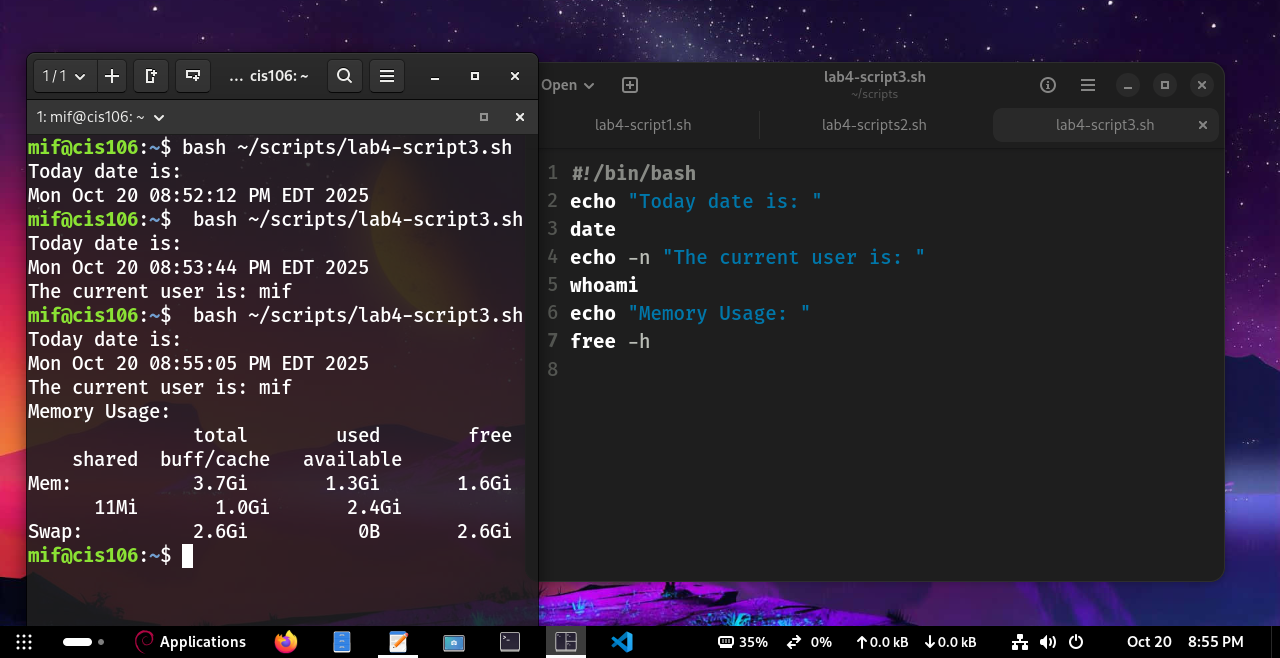 1 / 1
... cis106: ~
1: mif@cis106: ~
mif@cis106:~$ bash ~/scripts/lab4-script3.sh
Today date is:
Mon Oct 20 08:52:12 PM EDT 2025
mif@cis106:~$  bash ~/scripts/lab4-script3.sh
Today date is:
Mon Oct 20 08:53:44 PM EDT 2025
The current user is: mif
mif@cis106:~$  bash ~/scripts/lab4-script3.sh
Today date is:
Mon Oct 20 08:55:05 PM EDT 2025
The current user is: mif
Memory Usage:
total used free
shared buff/cache available
Mem: 3.7Gi 1.3Gi 1.6Gi
11Mi 1.0Gi 2.4Gi
Swap: 2.6Gi 0B 2.6Gi
mif@cis106:~$
Open
lab4-script3.sh
~/scripts
lab4-script1.sh lab4-scripts2.sh lab4-script3.sh
1 #!/bin/bash
2 echo "Today date is: "
3 date
4 echo -n "The current user is: "
5 whoami
6 echo "Memory Usage: "
7 free -h
8
Applications 35% 0% 0.0 kB 0.0 kB Oct 20 8:55 PM